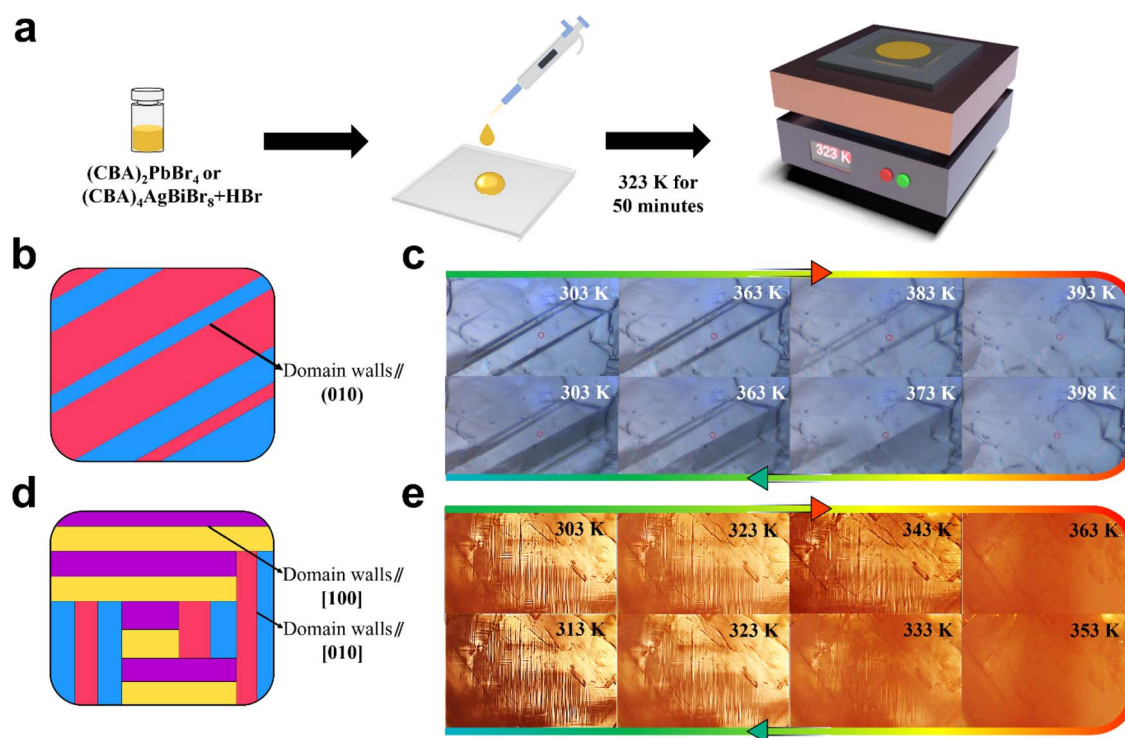 a
(CBA)₂PbBr₄ or
(CBA)₄AgBiBr₈+HBr
323 K for
50 minutes
323 K
b
Domain walls//
(010)
c
303 K
363 K
383 K
393 K
303 K
363 K
373 K
398 K
d
Domain walls//
[100]
Domain walls//
[010]
e
303 K
323 K
343 K
363 K
313 K
323 K
333 K
353 K